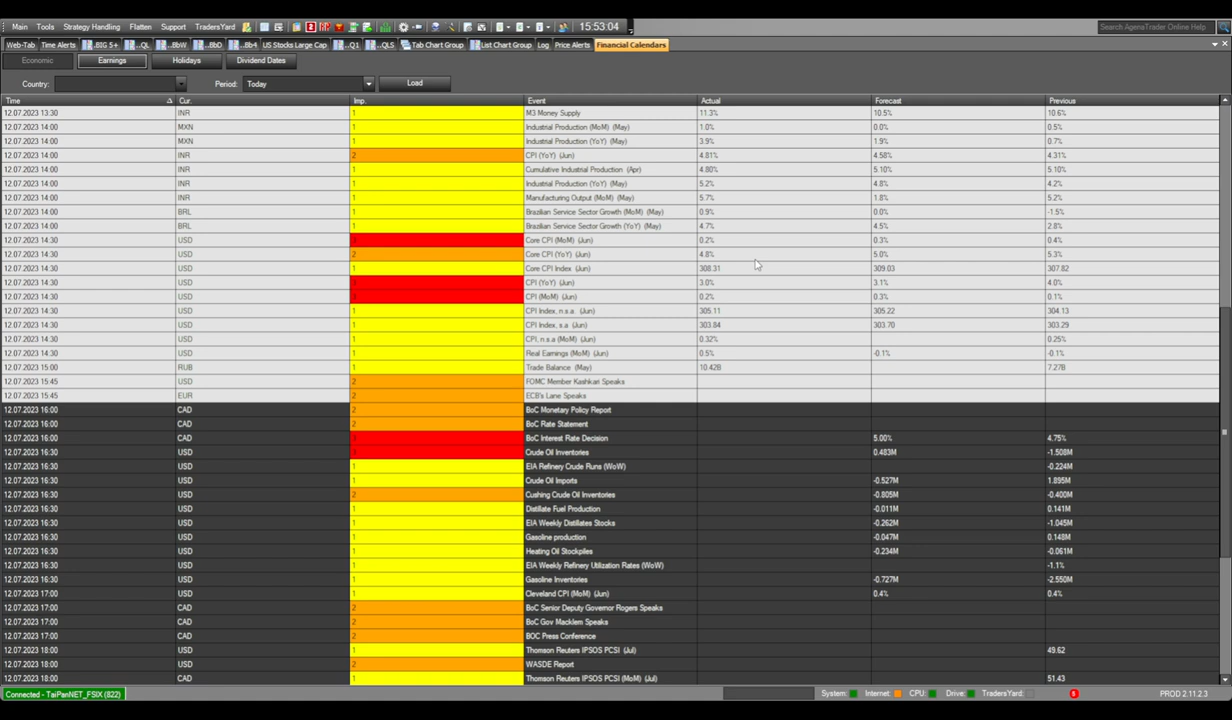 Main Tools Strategy Handling Flatten Support TradersYard 15:53:04 Search AgenaTrader Online Help
Web-Tab Time Alerts .BIG 5+ ..QL ..BbW ..BbD ..Bb4 US Stocks Large Cap ..Q1 ..QLS Tab Chart Group List Chart Group Log Price Alerts Financial Calendars
Economic Earnings Holidays Dividend Dates
Country: Period: Today Load
Time Cur. Imp. Event Actual Forecast Previous
12.07.2023 13:30 INR 1 M3 Money Supply 11.3% 10.5% 10.6%
12.07.2023 14:00 MXN 1 Industrial Production (MoM) (May) 1.0% 0.0% 0.5%
12.07.2023 14:00 MXN 1 Industrial Production (YoY) (May) 3.9% 1.9% 0.7%
12.07.2023 14:00 INR 2 CPI (YoY) (Jun) 4.81% 4.58% 4.31%
12.07.2023 14:00 INR 1 Cumulative Industrial Production (Apr) 4.80% 5.10% 5.10%
12.07.2023 14:00 INR 1 Industrial Production (YoY) (May) 5.2% 4.8% 4.2%
12.07.2023 14:00 INR 1 Manufacturing Output (MoM) (May) 5.7% 1.8% 5.2%
12.07.2023 14:00 BRL 1 Brazilian Service Sector Growth (MoM) (May) 0.9% 0.0% -1.5%
12.07.2023 14:00 BRL 1 Brazilian Service Sector Growth (YoY) (May) 4.7% 4.5% 2.8%
12.07.2023 14:30 USD 3 Core CPI (MoM) (Jun) 0.2% 0.3% 0.4%
12.07.2023 14:30 USD 2 Core CPI (YoY) (Jun) 4.8% 5.0% 5.3%
12.07.2023 14:30 USD 1 Core CPI Index (Jun) 308.31 309.03 307.82
12.07.2023 14:30 USD 3 CPI (YoY) (Jun) 3.0% 3.1% 4.0%
12.07.2023 14:30 USD 3 CPI (MoM) (Jun) 0.2% 0.3% 0.1%
12.07.2023 14:30 USD 1 CPI Index, n.s.a. (Jun) 305.11 305.22 304.13
12.07.2023 14:30 USD 1 CPI Index, s.a (Jun) 303.84 303.70 303.29
12.07.2023 14:30 USD 1 CPI, n.s.a (MoM) (Jun) 0.32% 0.25%
12.07.2023 14:30 USD 1 Real Earnings (MoM) (Jun) 0.5% -0.1% -0.1%
12.07.2023 15:00 RUB 1 Trade Balance (May) 10.42B 7.27B
12.07.2023 15:45 USD 2 FOMC Member Kashkari Speaks
12.07.2023 15:45 EUR 2 ECB's Lane Speaks
12.07.2023 16:00 CAD 2 BoC Monetary Policy Report
12.07.2023 16:00 CAD 2 BoC Rate Statement
12.07.2023 16:00 CAD 3 BoC Interest Rate Decision 5.00% 4.75%
12.07.2023 16:30 USD 3 Crude Oil Inventories 0.483M -1.508M
12.07.2023 16:30 USD 1 EIA Refinery Crude Runs (WoW) -0.224M
12.07.2023 16:30 USD 1 Crude Oil Imports -0.527M 1.895M
12.07.2023 16:30 USD 2 Cushing Crude Oil Inventories -0.805M -0.400M
12.07.2023 16:30 USD 1 Distillate Fuel Production -0.011M 0.141M
12.07.2023 16:30 USD 1 EIA Weekly Distillates Stocks -0.262M -1.045M
12.07.2023 16:30 USD 1 Gasoline production -0.047M 0.148M
12.07.2023 16:30 USD 1 Heating Oil Stockpiles -0.234M -0.061M
12.07.2023 16:30 USD 1 EIA Weekly Refinery Utilization Rates (WoW) -1.1%
12.07.2023 16:30 USD 1 Gasoline Inventories -0.727M -2.550M
12.07.2023 17:00 USD 1 Cleveland CPI (MoM) (Jun) 0.4% 0.4%
12.07.2023 17:00 CAD 2 BoC Senior Deputy Governor Rogers Speaks
12.07.2023 17:00 CAD 2 BoC Gov Macklem Speaks
12.07.2023 17:00 CAD 2 BOC Press Conference
12.07.2023 18:00 USD 1 Thomson Reuters IPSOS PCSI (Jul) 49.62
12.07.2023 18:00 USD 2 WASDE Report
12.07.2023 18:00 CAD 1 Thomson Reuters IPSOS PCSI (MoM) (Jul) 51.43
Connected - TaiPanNET_FSIX (822) System: Internet: CPU: Drive: TradersYard: 5 PROD 2.11.2.3